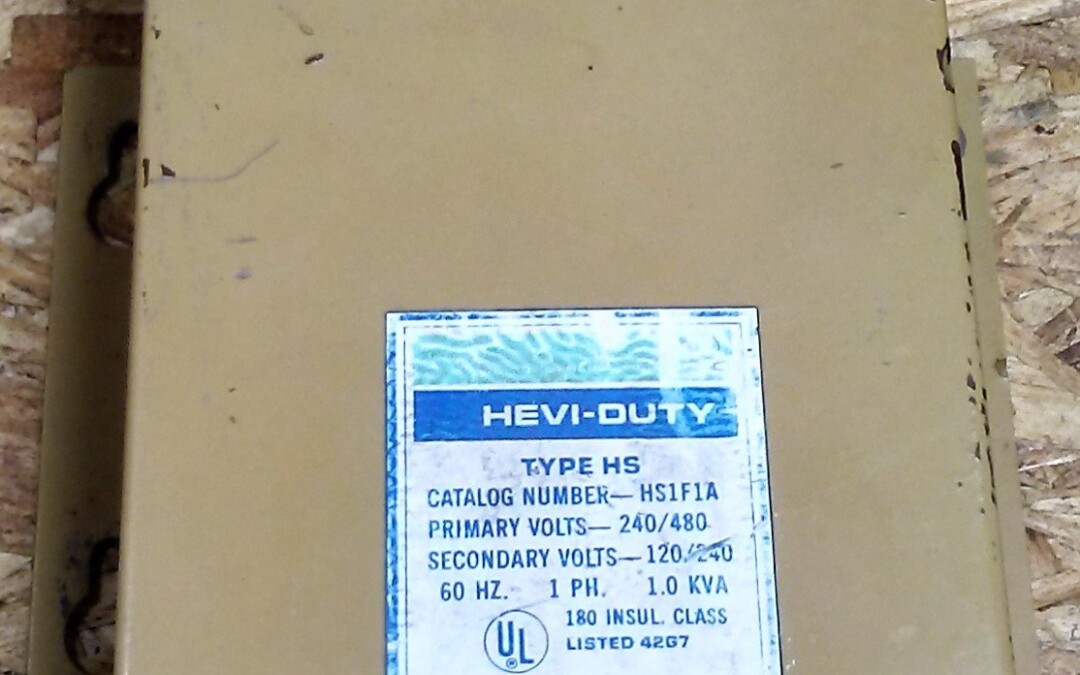 HEVI-DUTY
TYPE HS
CATALOG NUMBER— HS1F1A
PRIMARY VOLTS— 240/480
SECONDARY VOLTS— 120/240
60 HZ. 1 PH. 1.0 KVA
180 INSUL. CLASS
UL ® LISTED 42G7